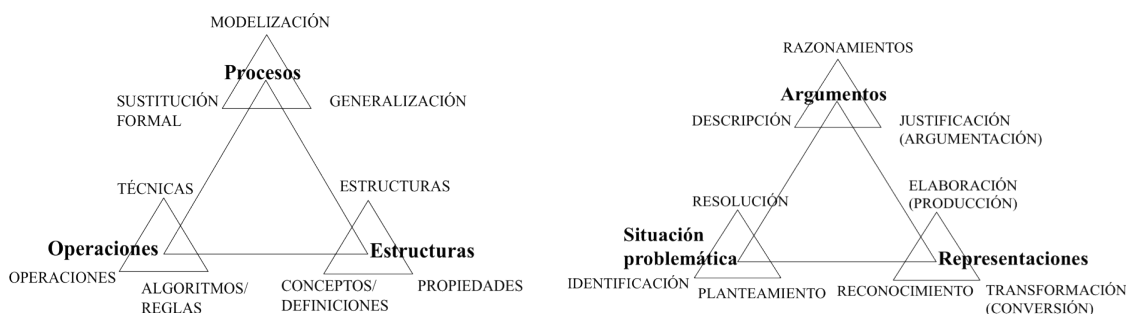 MODELIZACIÓN
Procesos
SUSTITUCIÓN
FORMAL
GENERALIZACIÓN
TÉCNICAS
ESTRUCTURAS
Operaciones
Estructuras
OPERACIONES
ALGORITMOS/
REGLAS
CONCEPTOS/
DEFINICIONES
PROPIEDADES
RAZONAMIENTOS
Argumentos
DESCRIPCIÓN
JUSTIFICACIÓN
(ARGUMENTACIÓN)
RESOLUCIÓN
ELABORACIÓN
(PRODUCCIÓN)
Situación
problemática
Representaciones
IDENTIFICACIÓN
PLANTEAMIENTO
RECONOCIMIENTO
TRANSFORMACIÓN
(CONVERSIÓN)